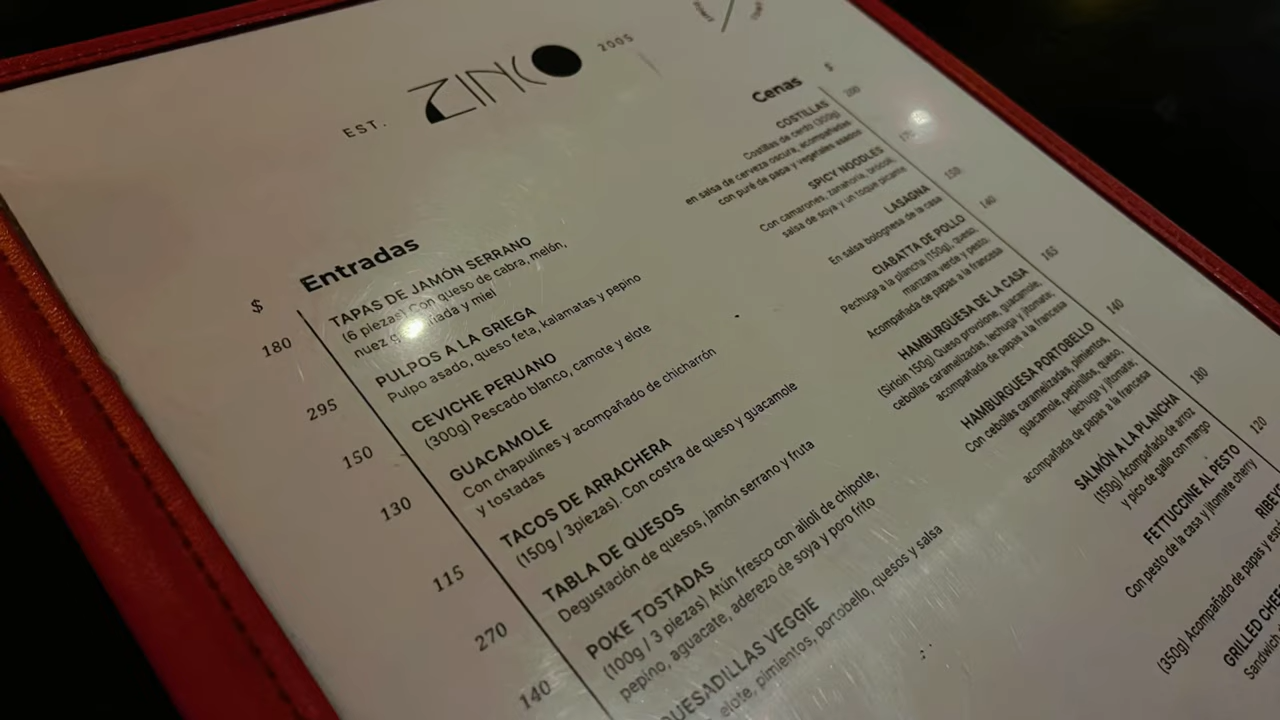 EST. ZINCO 2005
Entradas
$
TAPAS DE JAMÓN SERRANO
(6 piezas) Con queso de cabra, melón,
nuez y miel
180
PULPOS A LA GRIEGA
Pulpo asado, queso feta, kalamatas y pepino
295
CEVICHE PERUANO
(300g) Pescado blanco, camote y elote
150
GUACAMOLE
Con chapulines y acompañado de chicharrón
y tostadas
130
TACOS DE ARRACHERA
(150g / 3piezas). Con costra de queso y guacamole
115
TABLA DE QUESOS
Degustación de quesos, jamón serrano y fruta
270
POKE TOSTADAS
(100g / 3 piezas) Atún fresco con alioli de chipotle,
pepino, aguacate, aderezo de soya y poro frito
140
QUESADILLAS VEGGIE
elote, pimientos, portobello, quesos y salsa
Cenas
$
COSTILLAS
Costillas de cerdo (300g)
en salsa de cerveza oscura, acompañadas
con puré de papa y vegetales asados
200
SPICY NOODLES
Con camarones, zanahoria, brócoli,
salsa de soya y un toque picante
LASAGNA
En salsa bolognesa de la casa
150
CIABATTA DE POLLO
Pechuga a la plancha (150g), queso,
manzana verde y pesto,
Acompañada de papas a la francesa
140
HAMBURGUESA DE LA CASA
(Sirloin 150g) Queso provolone, guacamole,
cebollas caramelizadas, lechuga y jitomate,
acompañada de papas a la francesa
165
HAMBURGUESA PORTOBELLO
Con cebollas caramelizadas, pimientos,
guacamole, pepinillos, queso,
lechuga y jitomate,
acompañada de papas a la francesa
140
SALMÓN A LA PLANCHA
(150g) Acompañado de arroz
y pico de gallo con mango
180
FETTUCCINE AL PESTO
Con pesto de la casa y jitomate cherry
120
RIBE
(350g) Acompañado de papas y es
GRILLED CHEE
Sandwich